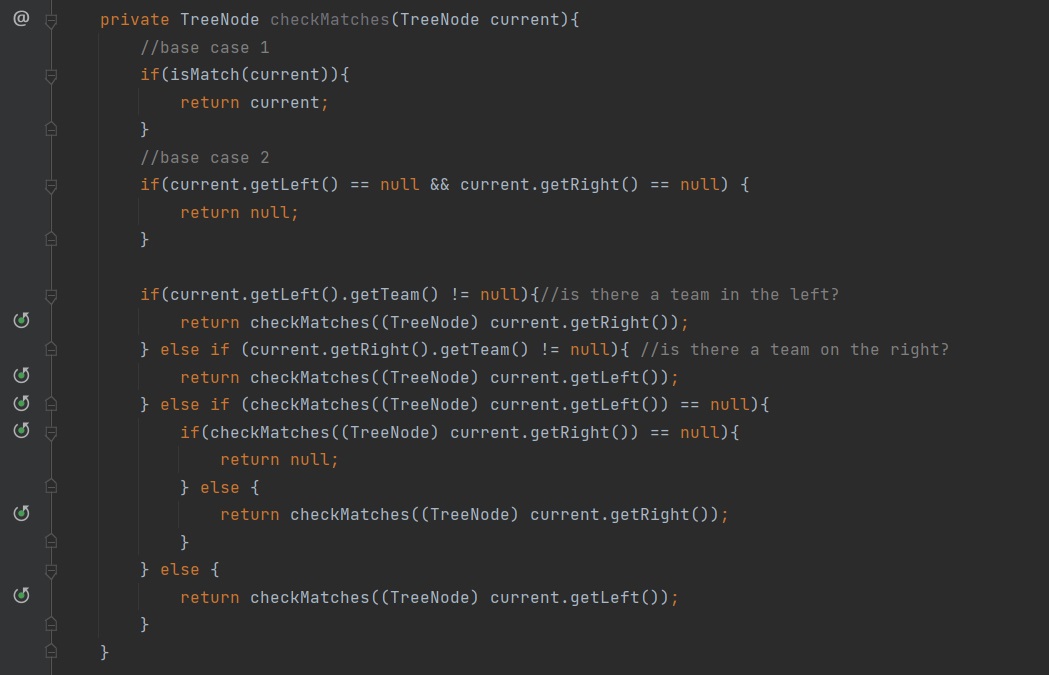 @ private TreeNode checkMatches(TreeNode current){
//base case 1
if(isMatch(current)){
return current;
}
//base case 2
if(current.getLeft() == null && current.getRight() == null) {
return null;
}
if(current.getLeft().getTeam() != null){//is there a team in the left?
return checkMatches((TreeNode) current.getRight());
} else if (current.getRight().getTeam() != null){ //is there a team on the right?
return checkMatches((TreeNode) current.getLeft());
} else if (checkMatches((TreeNode) current.getLeft()) == null){
if(checkMatches((TreeNode) current.getRight()) == null){
return null;
} else {
return checkMatches((TreeNode) current.getRight());
}
} else {
return checkMatches((TreeNode) current.getLeft());
}
}